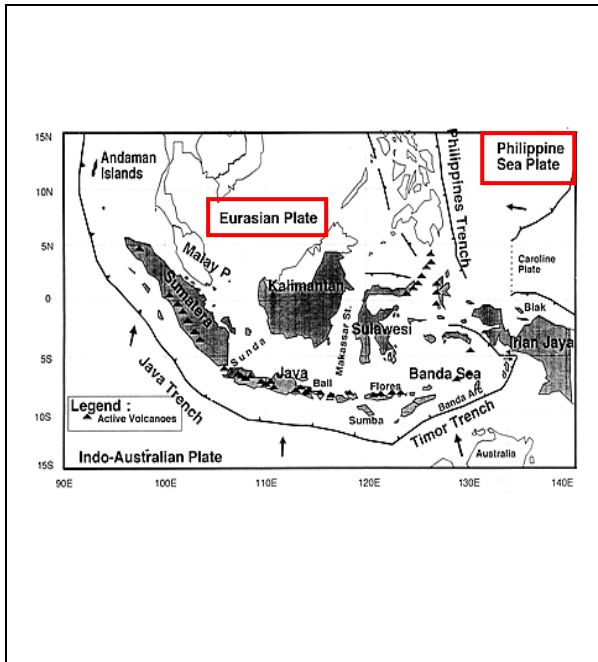 15N
Andaman
Islands
Philippine
Sea Plate
Philippines Trench
10N
Eurasian Plate
5N
Malay P.
Caroline
Plate
Sumatera
Kalimantan
0
Makassar St.
Sulawesi
Biak
Irian Jaya
Sunda
5S
Java
Bali
Flores
Banda Sea
Java Trench
Sumba
Banda Arc
Timor Trench
10S
Legend :
Active Volcanoes
Indo-Australian Plate
Australia
15S
90E
100E
110E
120E
130E
140E